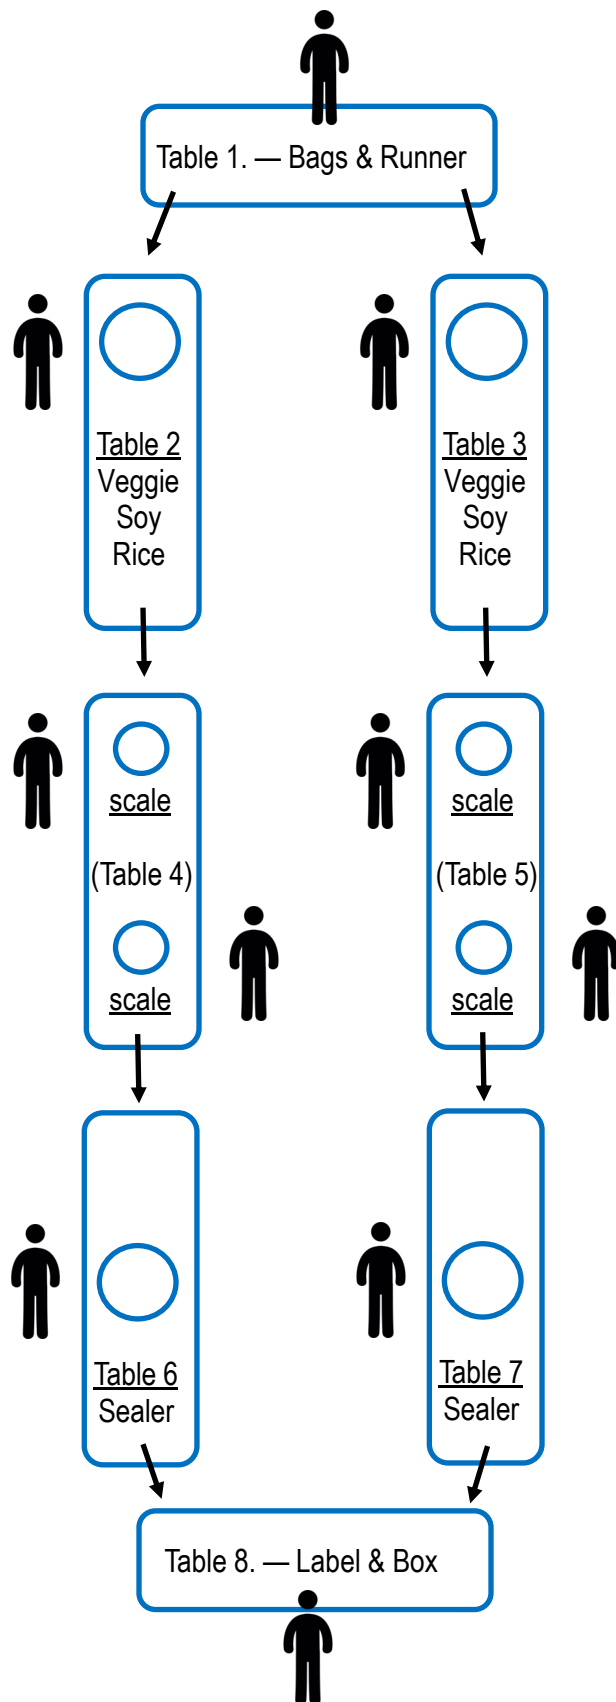 Table 1. — Bags & Runner
Table 2
Veggie
Soy
Rice
Table 3
Veggie
Soy
Rice
scale
(Table 4)
scale
scale
(Table 5)
scale
Table 6
Sealer
Table 7
Sealer
Table 8. — Label & Box